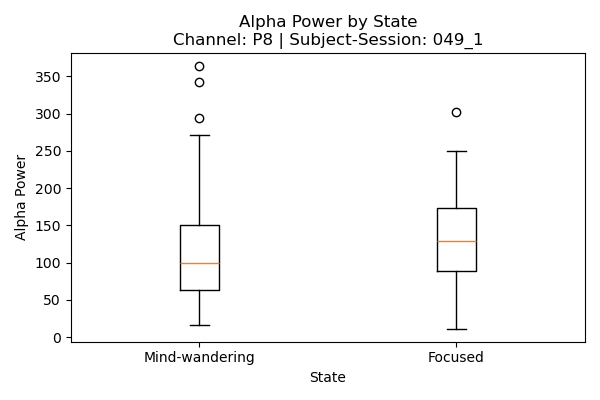 Alpha Power by State
Channel: P8 | Subject-Session: 049_1
Alpha Power
350
300
250
200
150
100
50
0
Mind-wandering
Focused
State